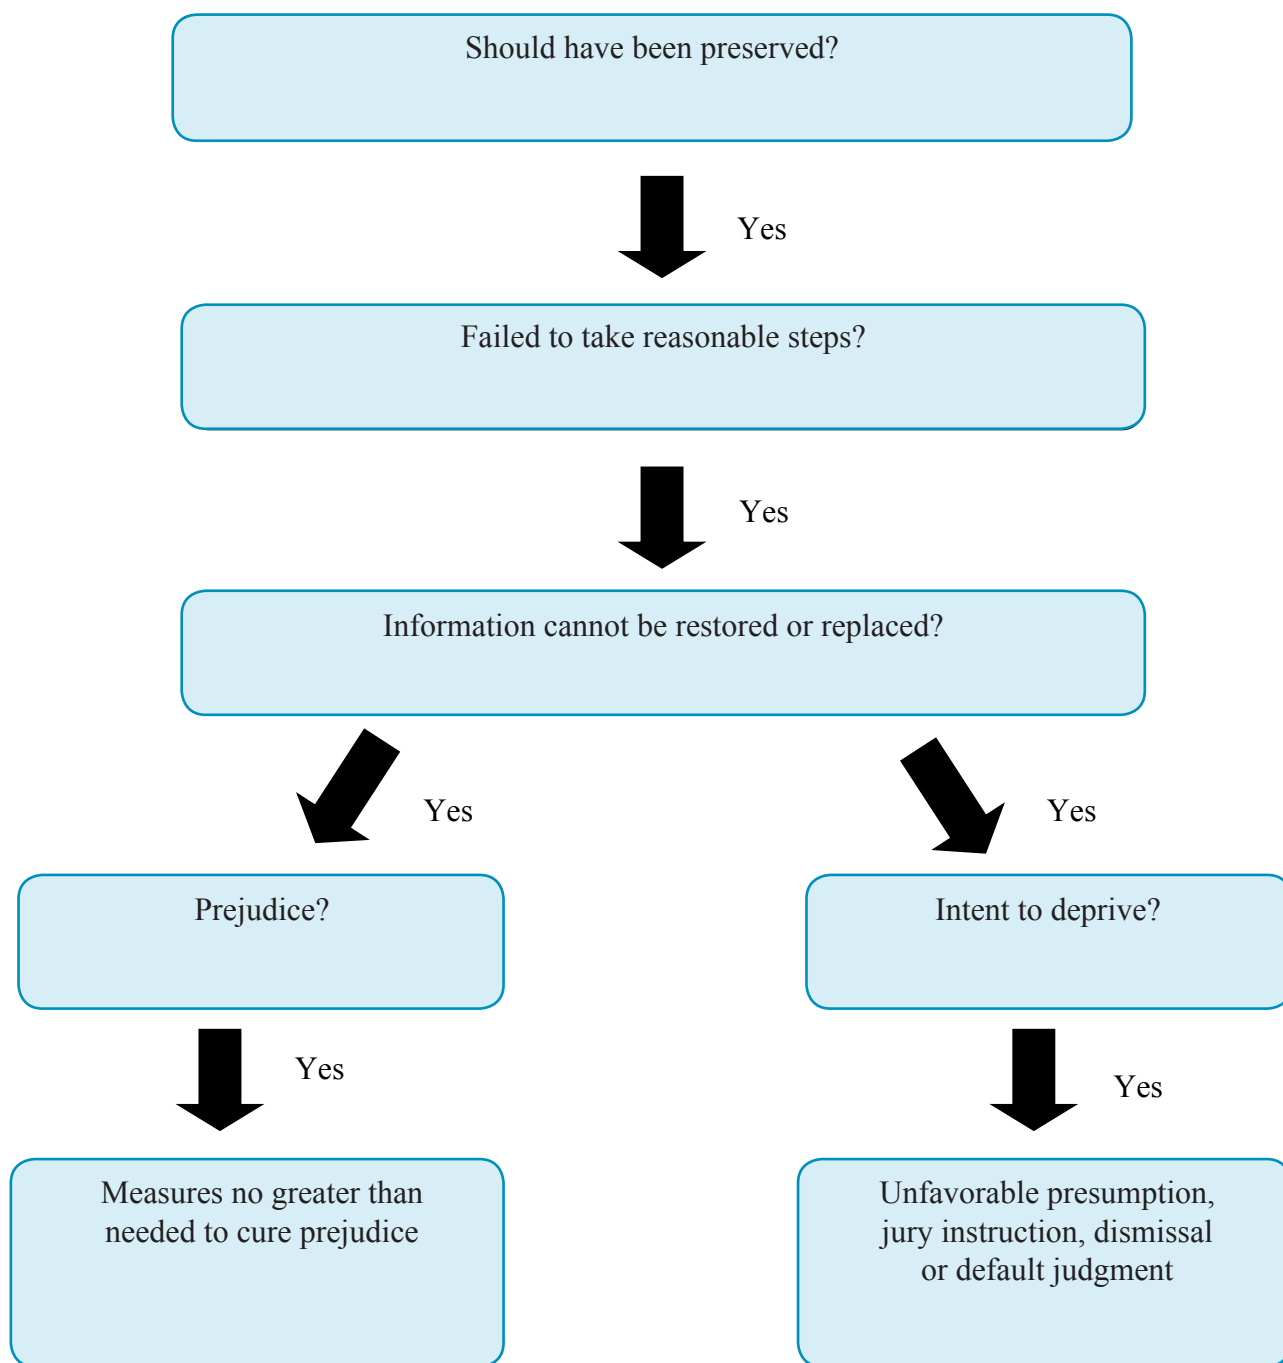 Should have been preserved?
Yes
Failed to take reasonable steps?
Yes
Information cannot be restored or replaced?
Yes
Yes
Prejudice?
Intent to deprive?
Yes
Yes
Measures no greater than
needed to cure prejudice
Unfavorable presumption,
jury instruction, dismissal
or default judgment